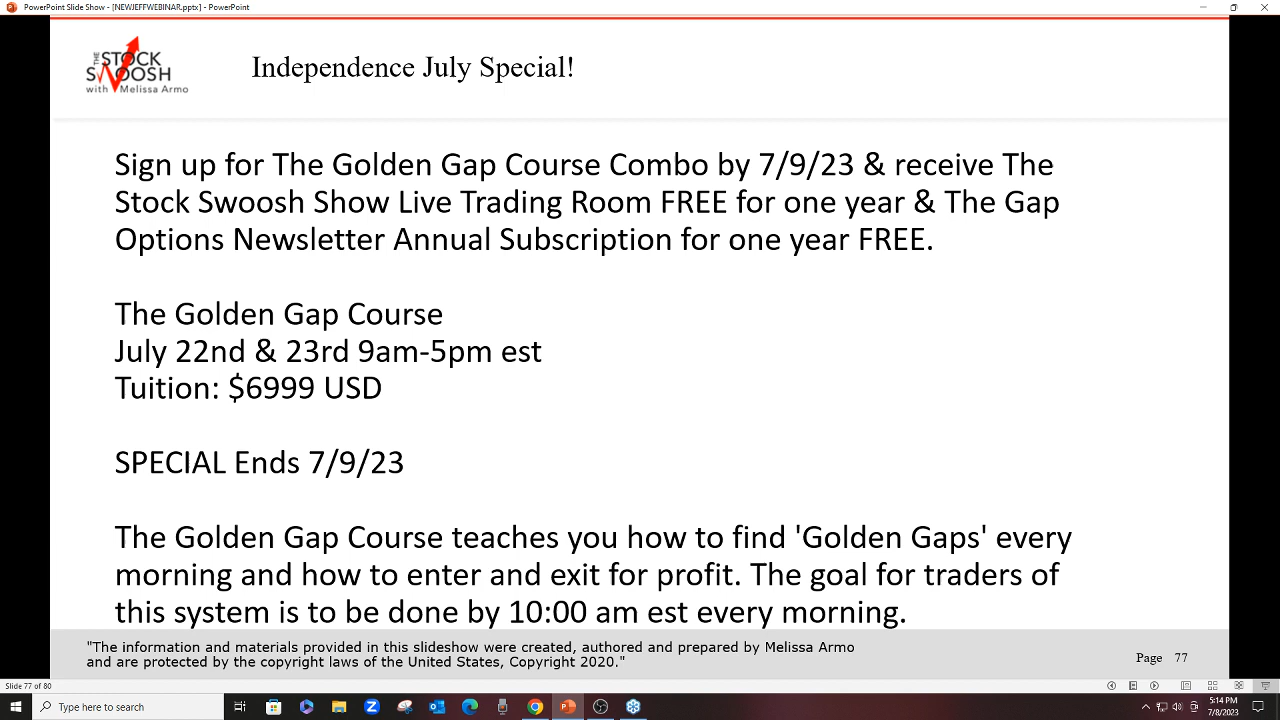 PowerPoint Slide Show - [NEWJEFFWEBINAR.pptx] - PowerPoint
THE STOCK
SWOOSH
with Melissa Armo
Independence July Special!
Sign up for The Golden Gap Course Combo by 7/9/23 & receive The
Stock Swoosh Show Live Trading Room FREE for one year & The Gap
Options Newsletter Annual Subscription for one year FREE.
The Golden Gap Course
July 22nd & 23rd 9am-5pm est
Tuition: $6999 USD
SPECIAL Ends 7/9/23
The Golden Gap Course teaches you how to find 'Golden Gaps' every
morning and how to enter and exit for profit. The goal for traders of
this system is to be done by 10:00 am est every morning.
"The information and materials provided in this slideshow were created, authored and prepared by Melissa Armo
and are protected by the copyright laws of the United States, Copyright 2020."
Page 77
Slide 77 of 80
Type here to search
5:14 PM
7/8/2023